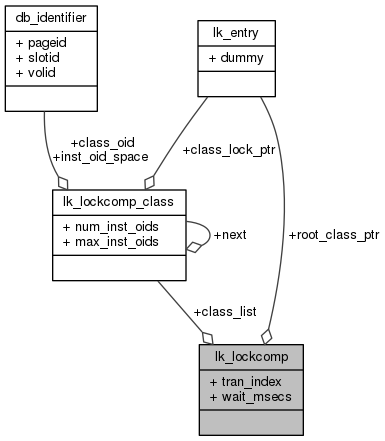 db_identifier
+ pageid
+ slotid
+ volid
lk_entry
+ dummy
+class_oid
+inst_oid_space
+class_lock_ptr
lk_lockcomp_class
+ num_inst_oids
+ max_inst_oids
+next
+root_class_ptr
+class_list
lk_lockcomp
+ tran_index
+ wait_msecs